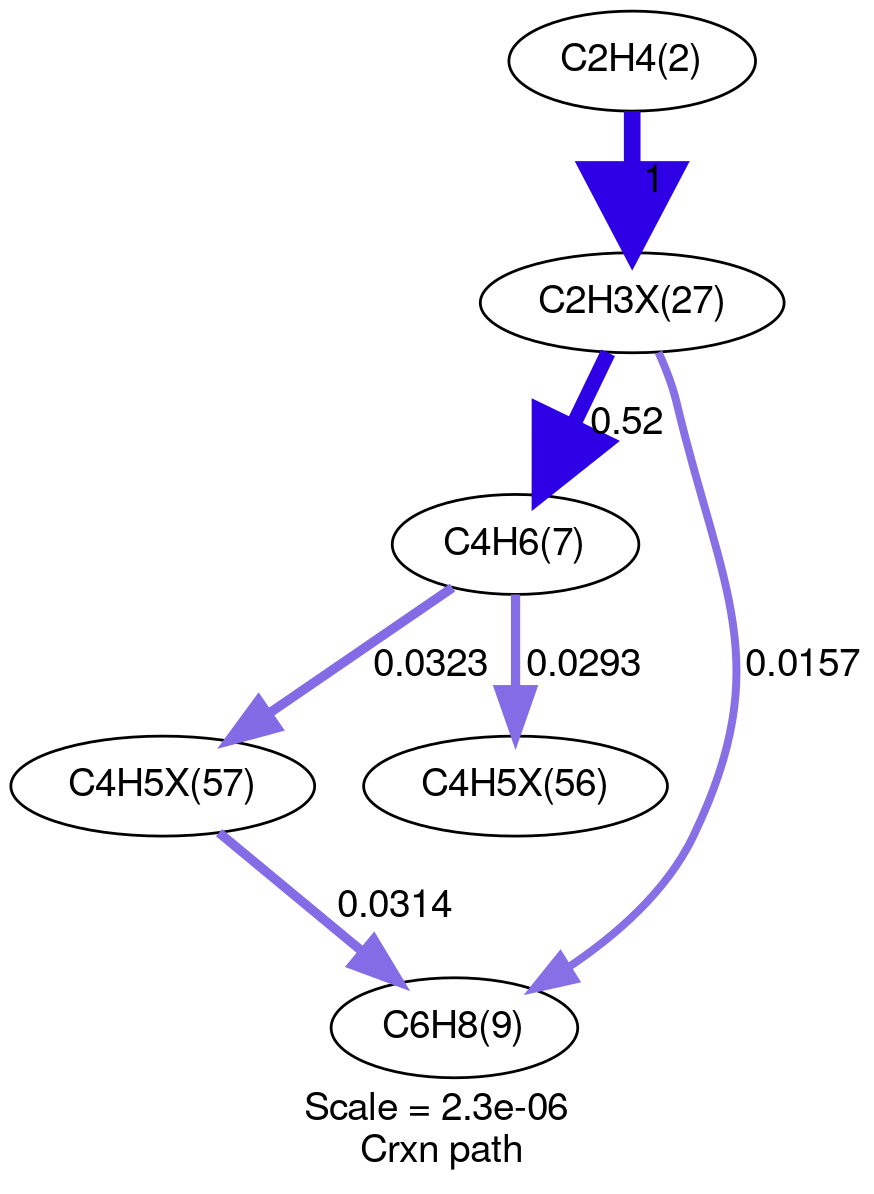 C2H4(2)
1
C2H3X(27)
0.52
C4H6(7)
0.0323
0.0293
0.0157
C4H5X(57)
C4H5X(56)
0.0314
C6H8(9)
Scale = 2.3e-06
Crxn path